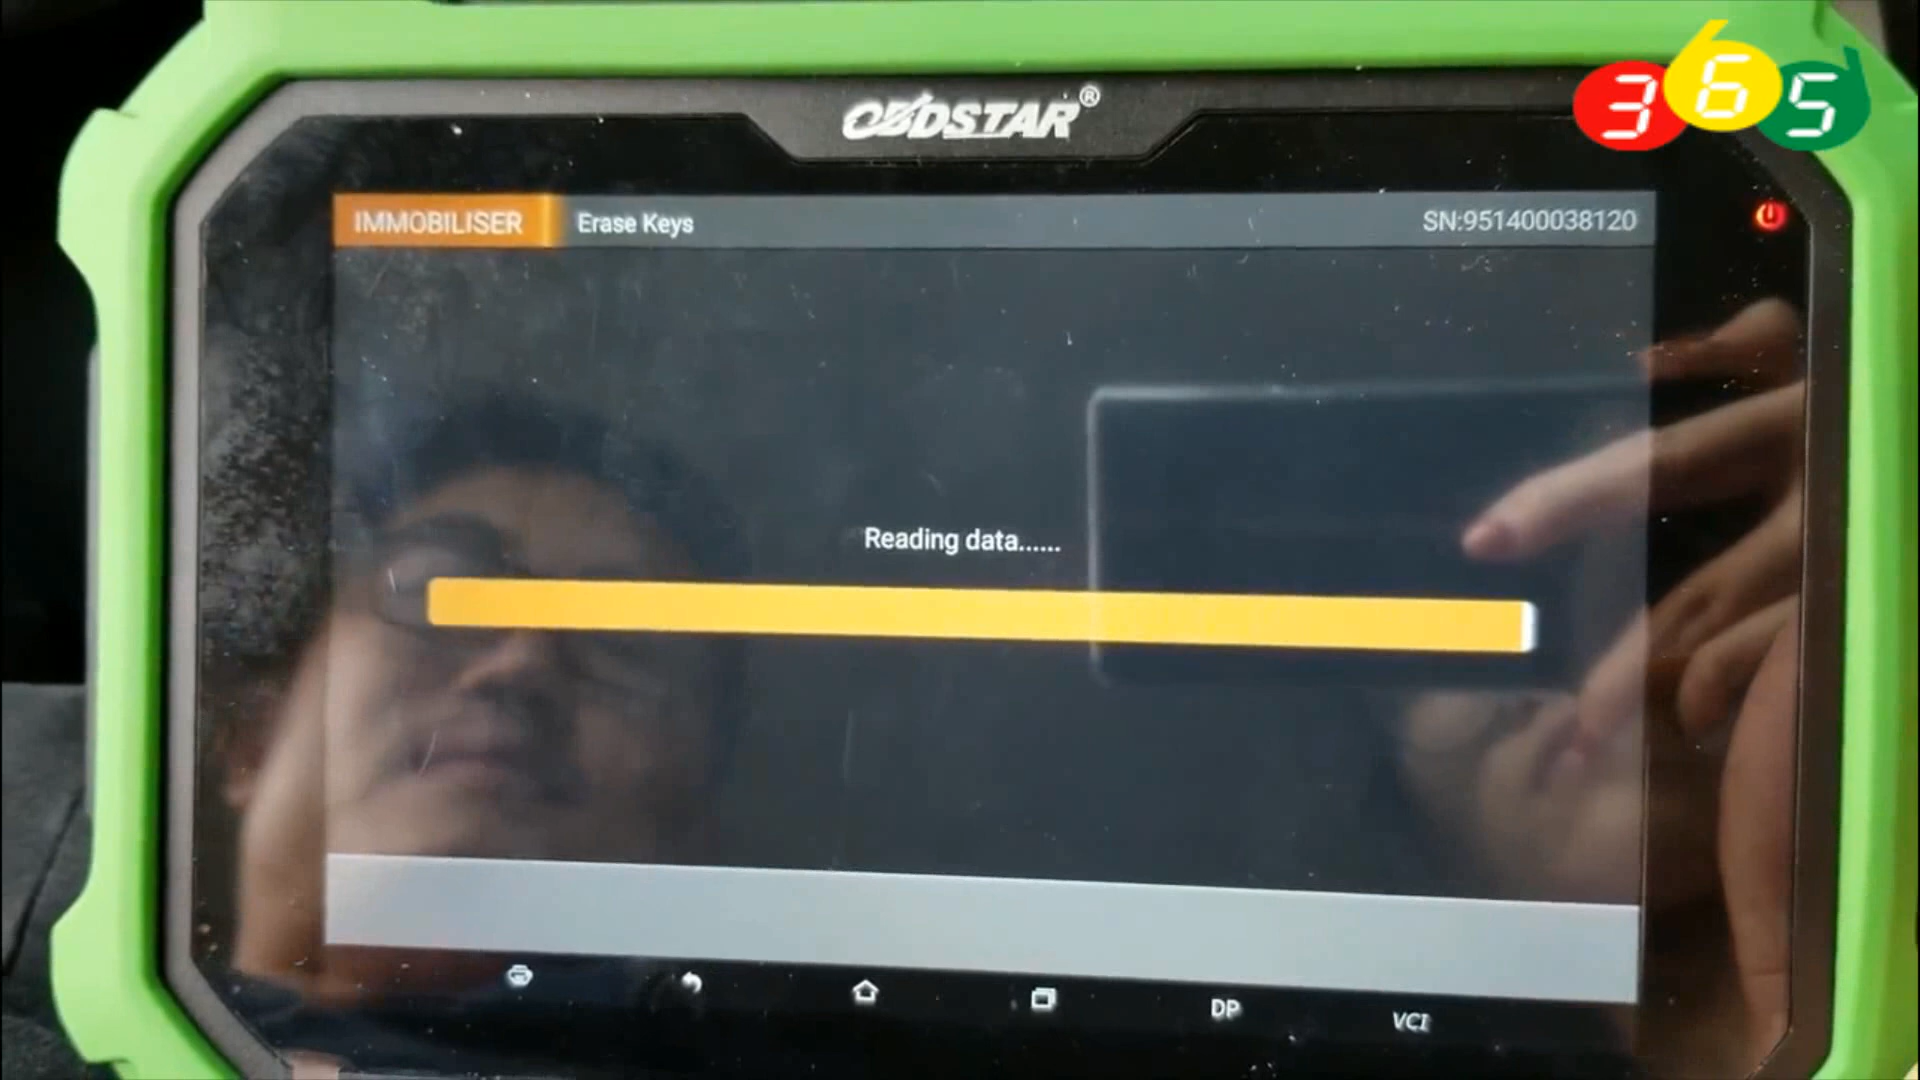 365
OBDSTAR®
IMMOBILISER Erase Keys SN:951400038120
Reading data......
DP VCI